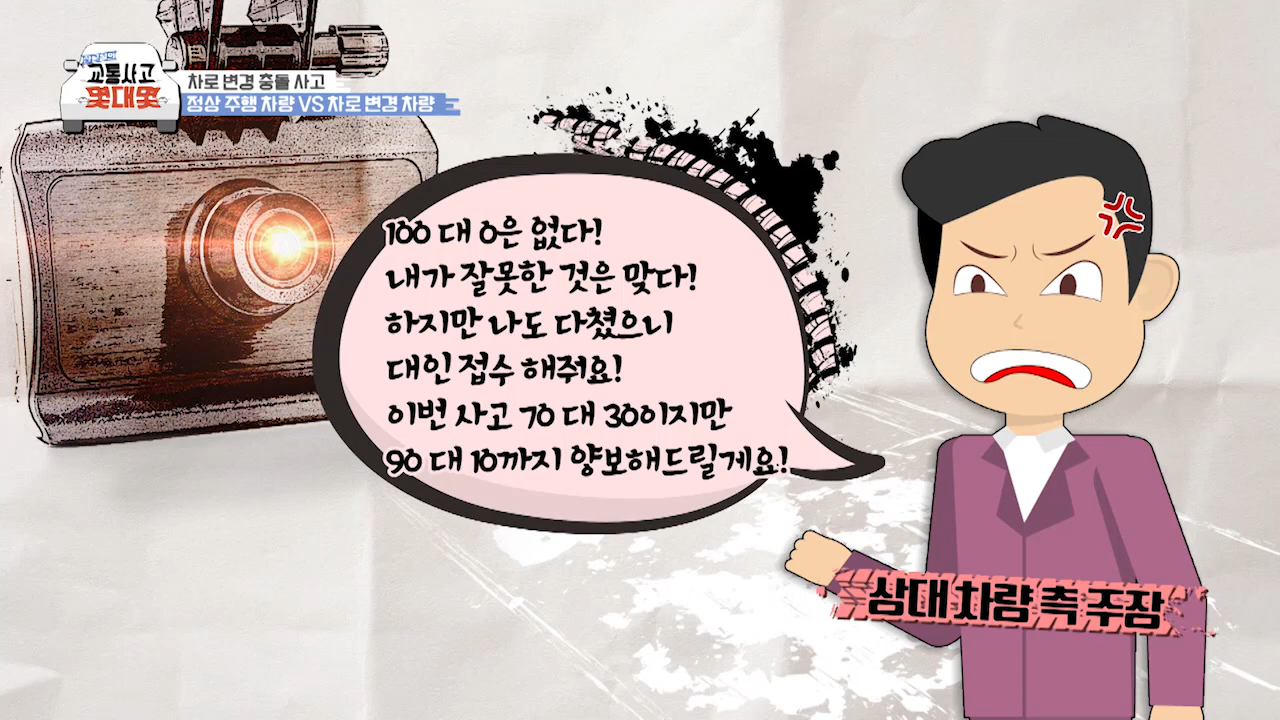 교통사고
몇대몇
차로 변경 충돌 사고
정상 주행 차량 VS 차로 변경 차량
100 대 0은 없다!
내가 잘못한 것은 맞다!
하지만 나도 다쳤으니
대인 접수 해줘요!
이번 사고 70 대 30이지만
90 대 10까지 양보해드릴게요!
상대 차량 측 주장